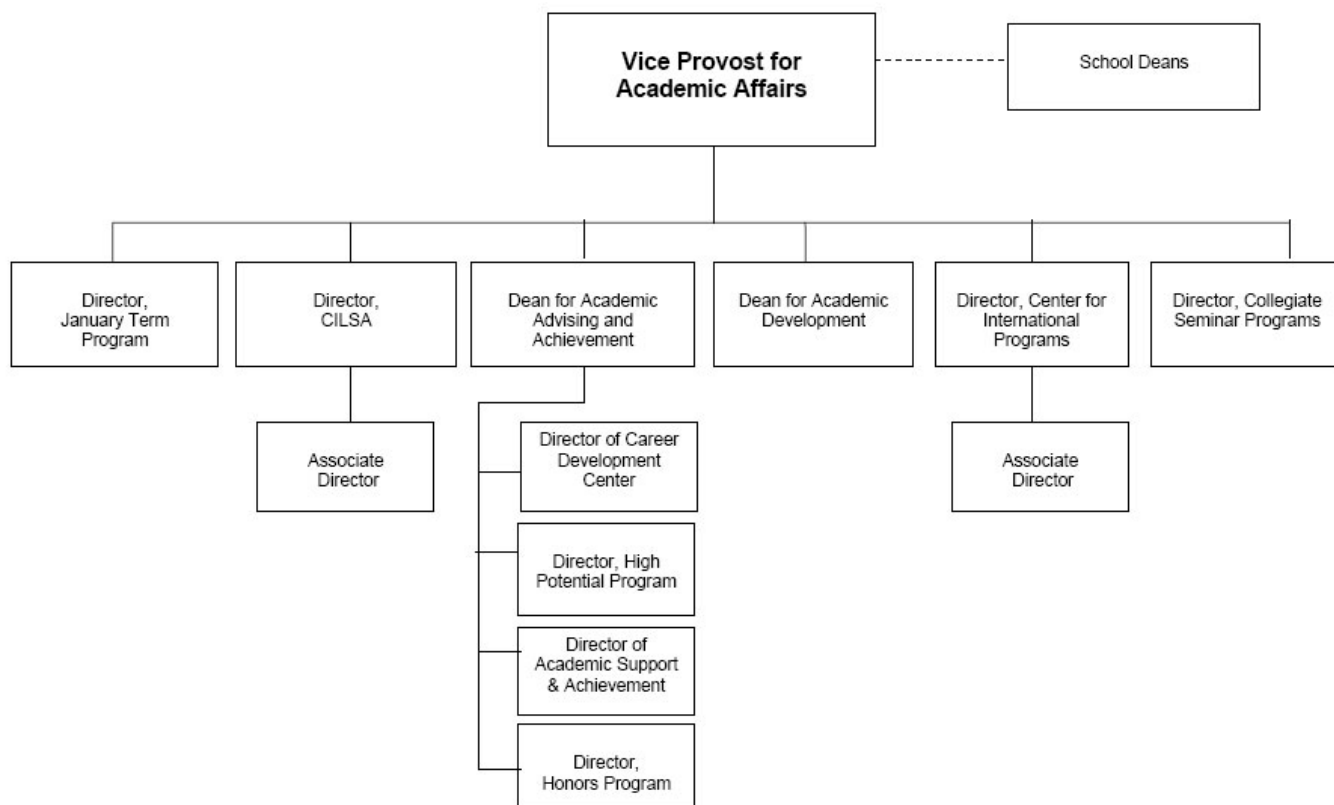 Vice Provost for
Academic Affairs
School Deans
Director,
January Term
Program
Director,
CILSA
Dean for Academic
Advising and
Achievement
Dean for Academic
Development
Director, Center for
International
Programs
Director, Collegiate
Seminar Programs
Associate
Director
Director of Career
Development
Center
Associate
Director
Director, High
Potential Program
Director of
Academic Support
& Achievement
Director,
Honors Program